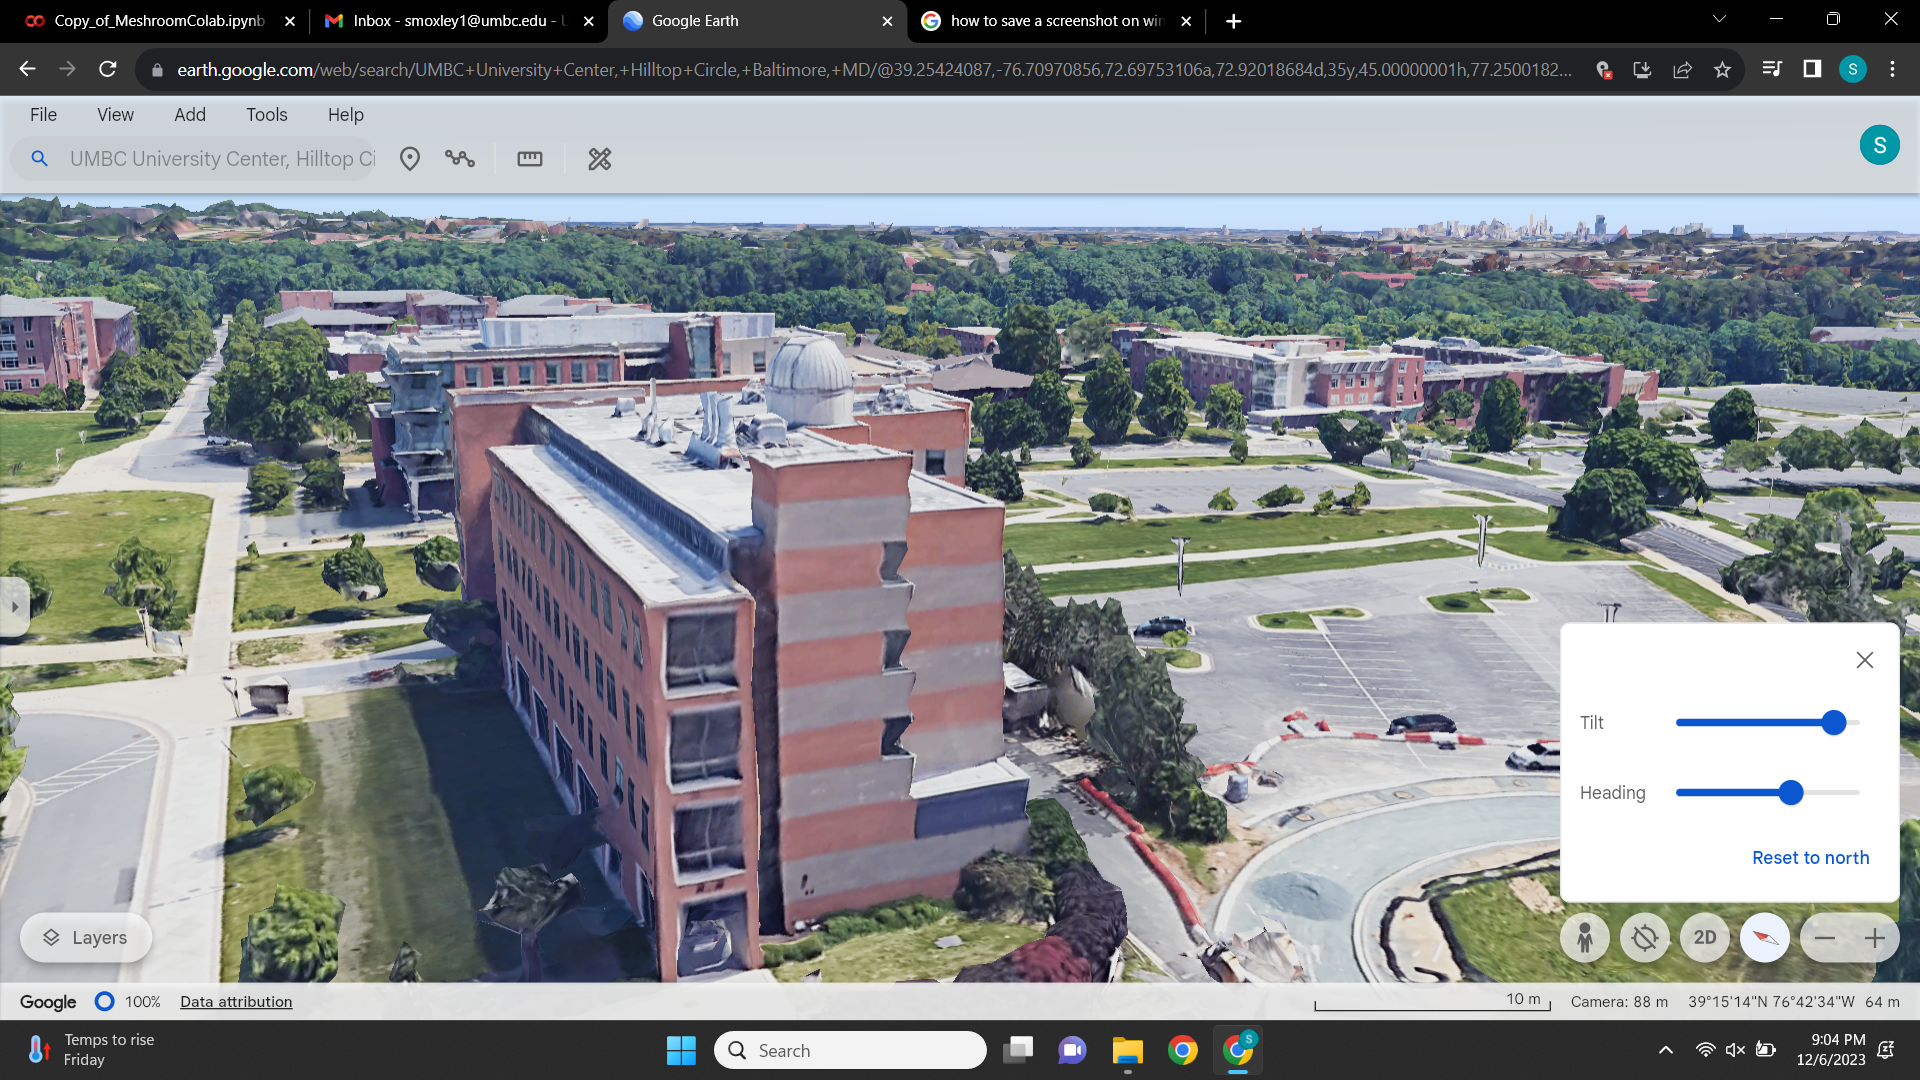 Copy_of_MeshroomColab.ipynb
Inbox - smoxley1@umbc.edu - U
Google Earth
how to save a screenshot on win
earth.google.com/web/search/UMBC+University+Center,+Hilltop+Circle,+Baltimore,+MD/@39.25424087,-76.70970856,72.69753106a,72.92018684d,35y,45.00000001h,77.2500182...
S
File View Add Tools Help
UMBC University Center, Hilltop Ci
S
Tilt
Heading
Reset to north
Layers
2D
Google 100% Data attribution
10 m
Camera: 88 m 39°15'14"N 76°42'34"W 64 m
Temps to rise
Friday
Search
S
9:04 PM
12/6/2023